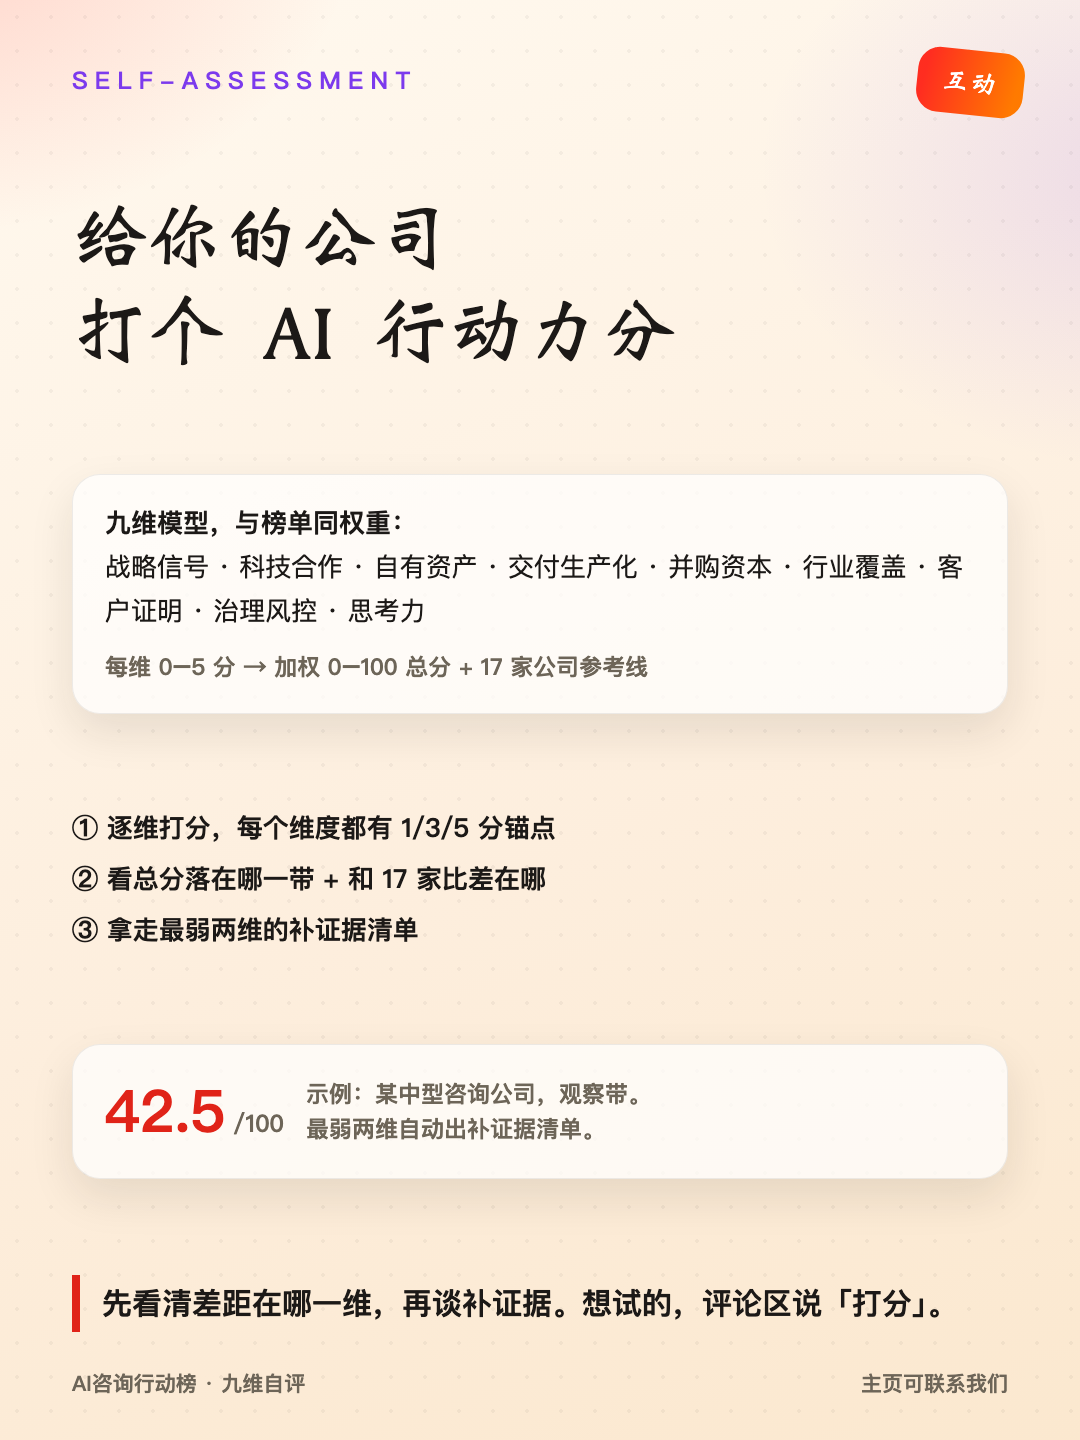 SELF–ASSESSMENT
互动
给你的公司
打个 AI 行动力分
九维模型，与榜单同权重：
战略信号 · 科技合作 · 自有资产 · 交付生产化 · 并购资本 · 行业覆盖 · 客
户证明 · 治理风控 · 思考力
每维 0—5 分 → 加权 0—100 总分 + 17 家公司参考线
① 逐维打分，每个维度都有 1/3/5 分锚点
② 看总分落在哪一带 + 和 17 家比差在哪
③ 拿走最弱两维的补证据清单
42.5 /100
示例：某中型咨询公司，观察带。
最弱两维自动出补证据清单。
先看清差距在哪一维，再谈补证据。想试的，评论区说「打分」。
AI咨询行动榜 · 九维自评
主页可联系我们